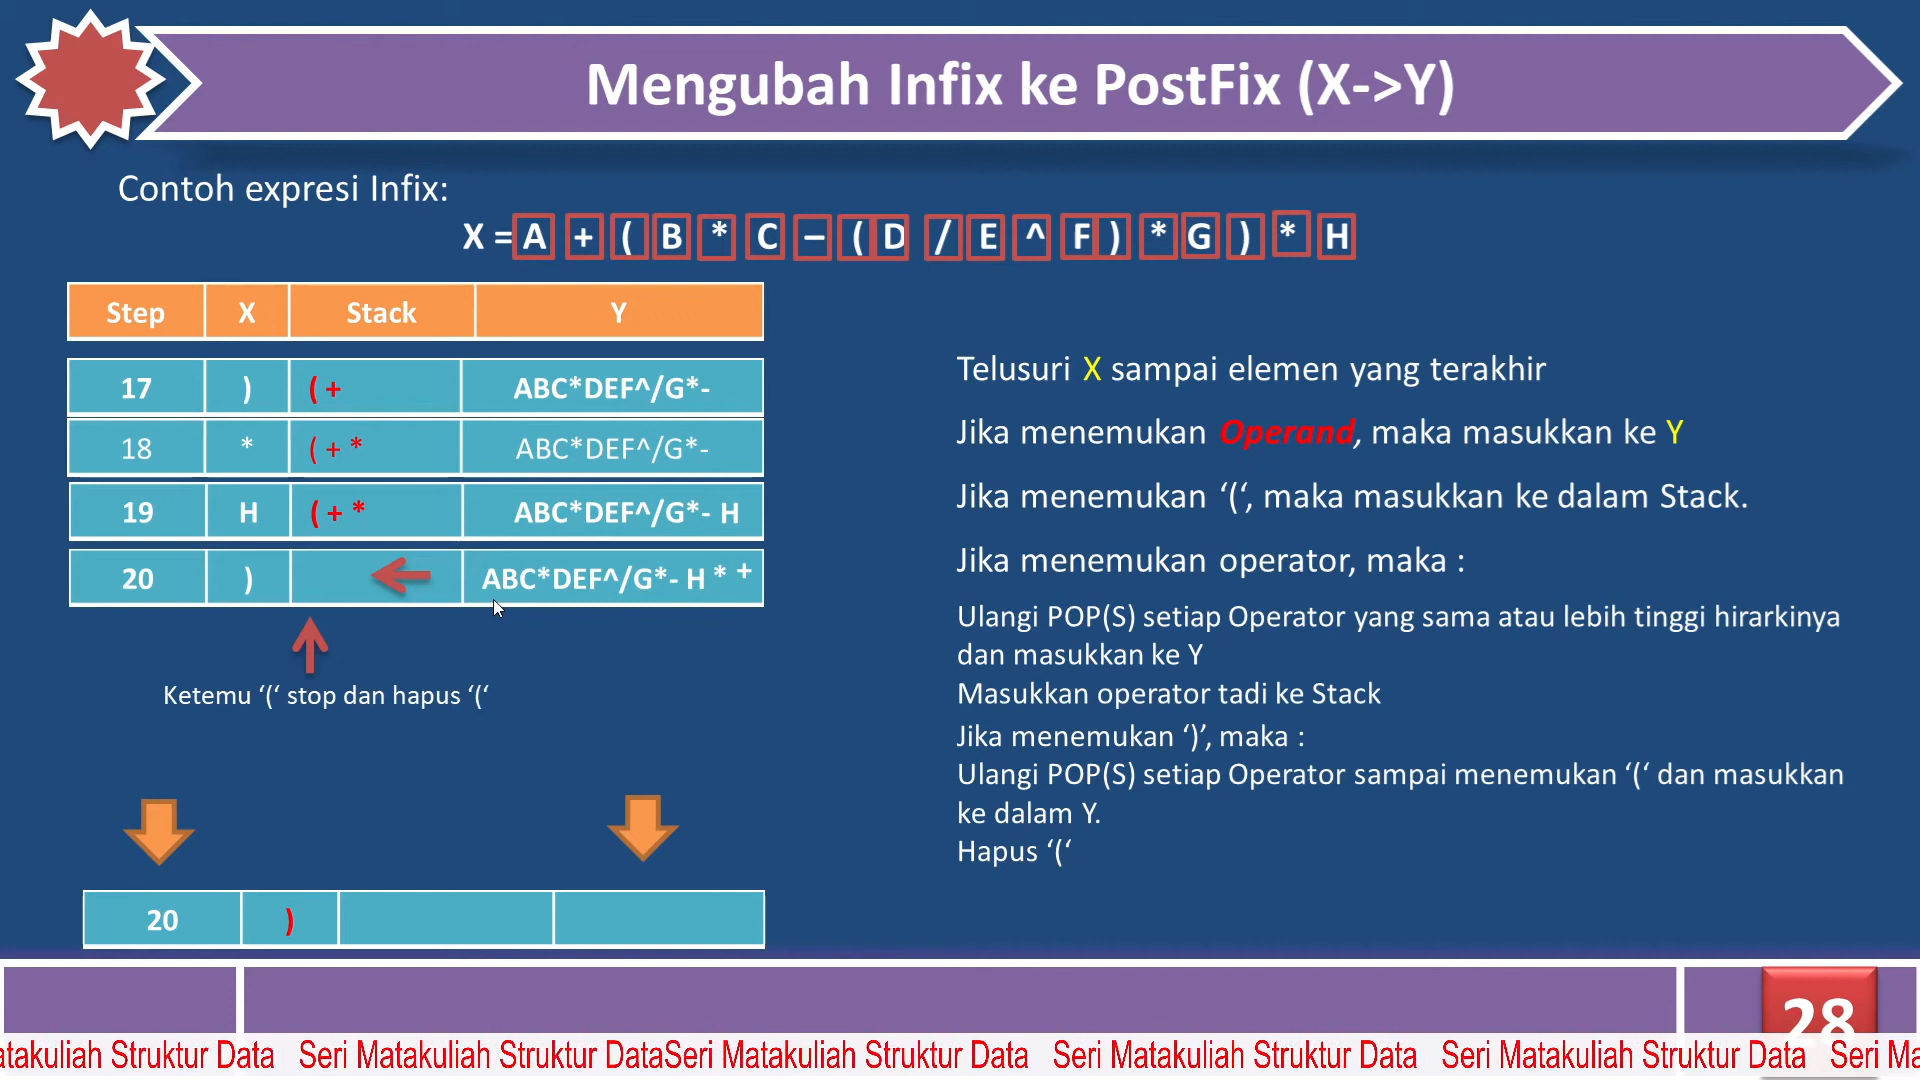 Mengubah Infix ke PostFix (X->Y)
Contoh expresi Infix:
X = A + ( B * C – ( D / E ^ F ) * G ) * H
Step X Stack Y
17 ) ( + ABC*DEF^/G*-
18 * ( + * ABC*DEF^/G*-
19 H ( + * ABC*DEF^/G*- H
20 ) ABC*DEF^/G*- H * +
Ketemu ‘(‘ stop dan hapus ‘(‘
20 )
Telusuri X sampai elemen yang terakhir
Jika menemukan Operand, maka masukkan ke Y
Jika menemukan ‘(‘, maka masukkan ke dalam Stack.
Jika menemukan operator, maka :
Ulangi POP(S) setiap Operator yang sama atau lebih tinggi hirarkinya
dan masukkan ke Y
Masukkan operator tadi ke Stack
Jika menemukan ‘)’, maka :
Ulangi POP(S) setiap Operator sampai menemukan ‘(‘ dan masukkan
ke dalam Y.
Hapus ‘(‘
28
atakuliah Struktur Data Seri Matakuliah Struktur DataSeri Matakuliah Struktur Data Seri Matakuliah Struktur Data Seri Matakuliah Struktur Data Seri Ma